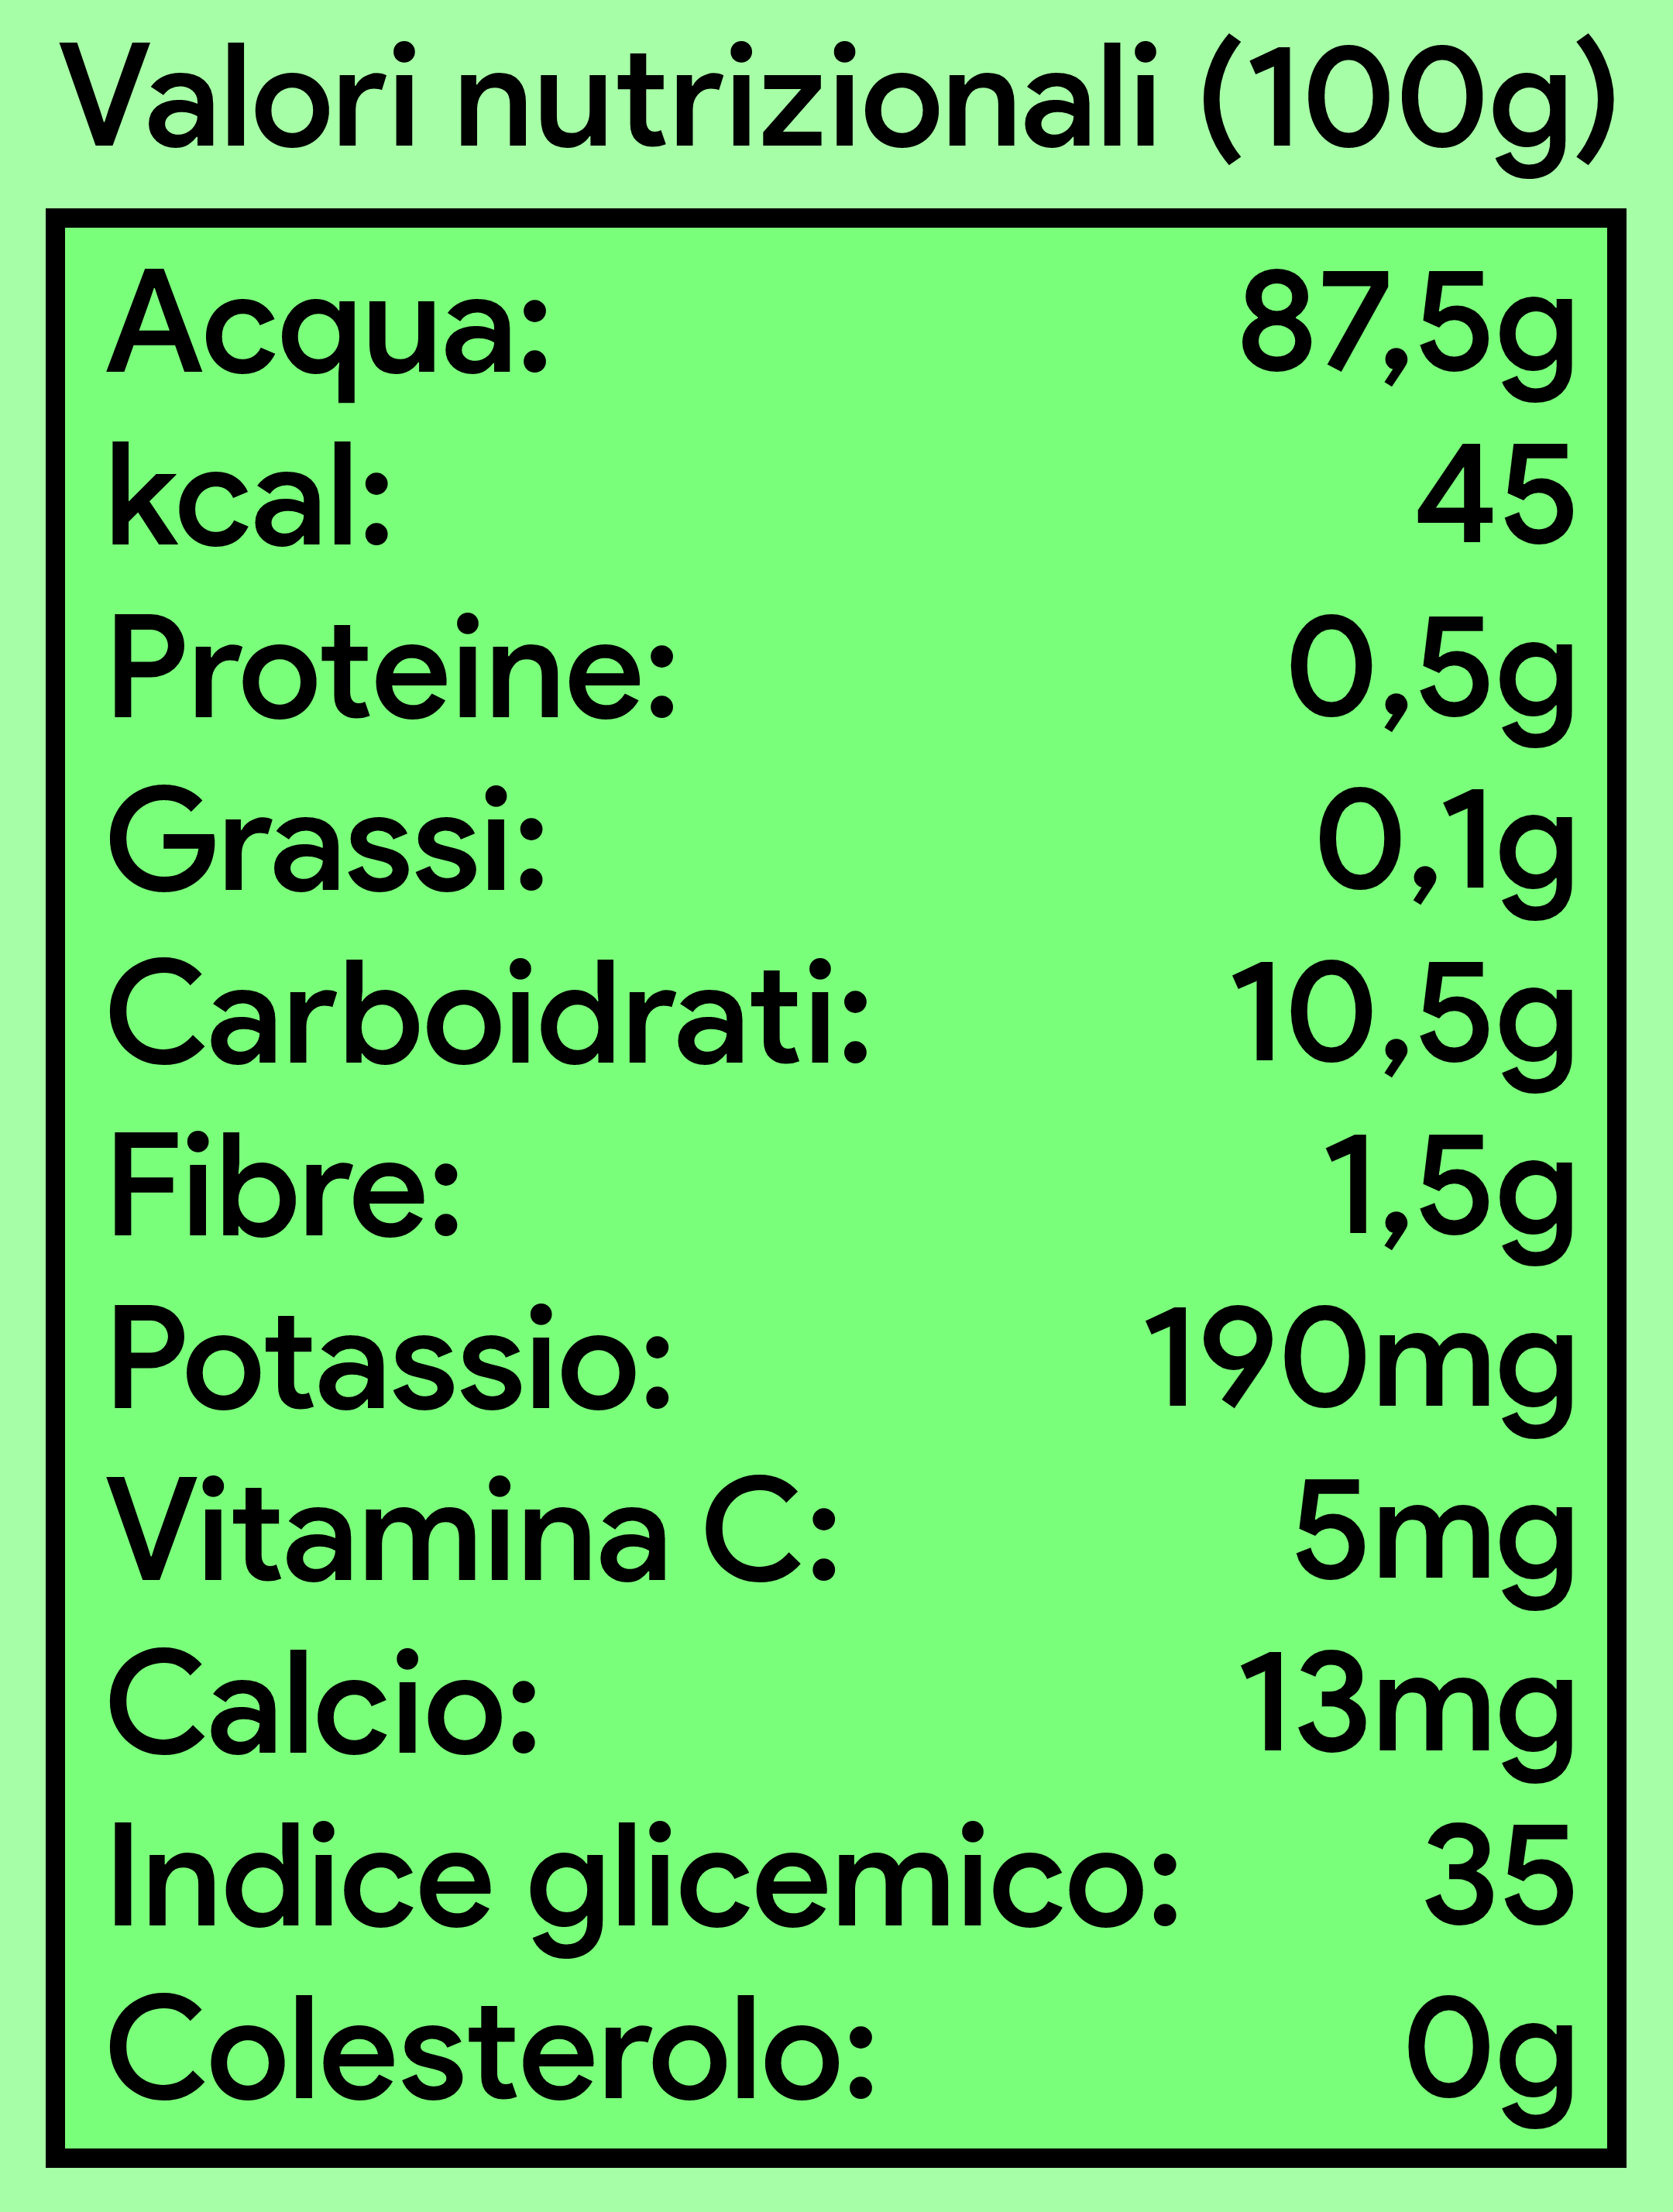 Valori nutrizionali (100g)
Acqua: 87,5g
kcal: 45
Proteine: 0,5g
Grassi: 0,1g
Carboidrati: 10,5g
Fibre: 1,5g
Potassio: 190mg
Vitamina C: 5mg
Calcio: 13mg
Indice glicemico: 35
Colesterolo: 0g